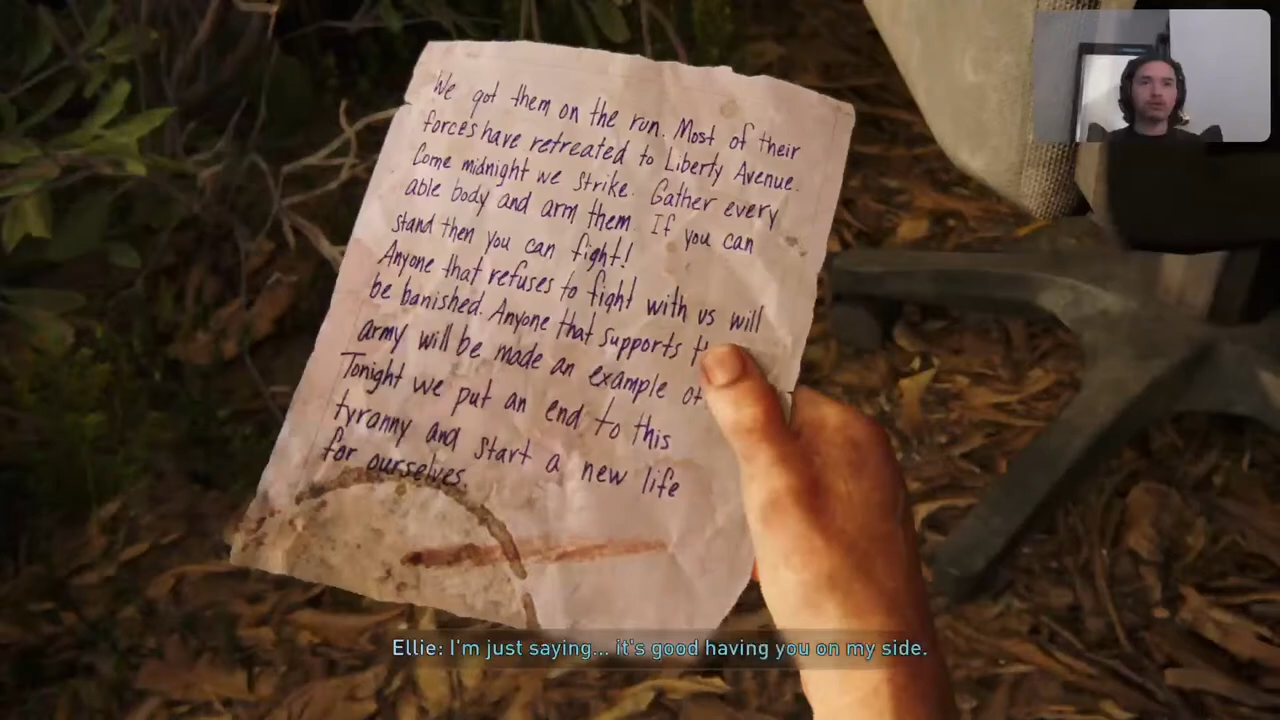 We got them on the run. Most of their
forces have retreated to Liberty Avenue.
Come midnight we strike. Gather every
able body and arm them. If you can
stand then you can fight!
Anyone that refuses to fight with us will
be banished. Anyone that supports
army will be made an example of
Tonight we put an end to this
tyranny and start a new life
for ourselves.
Ellie: I'm just saying... it's good having you on my side.